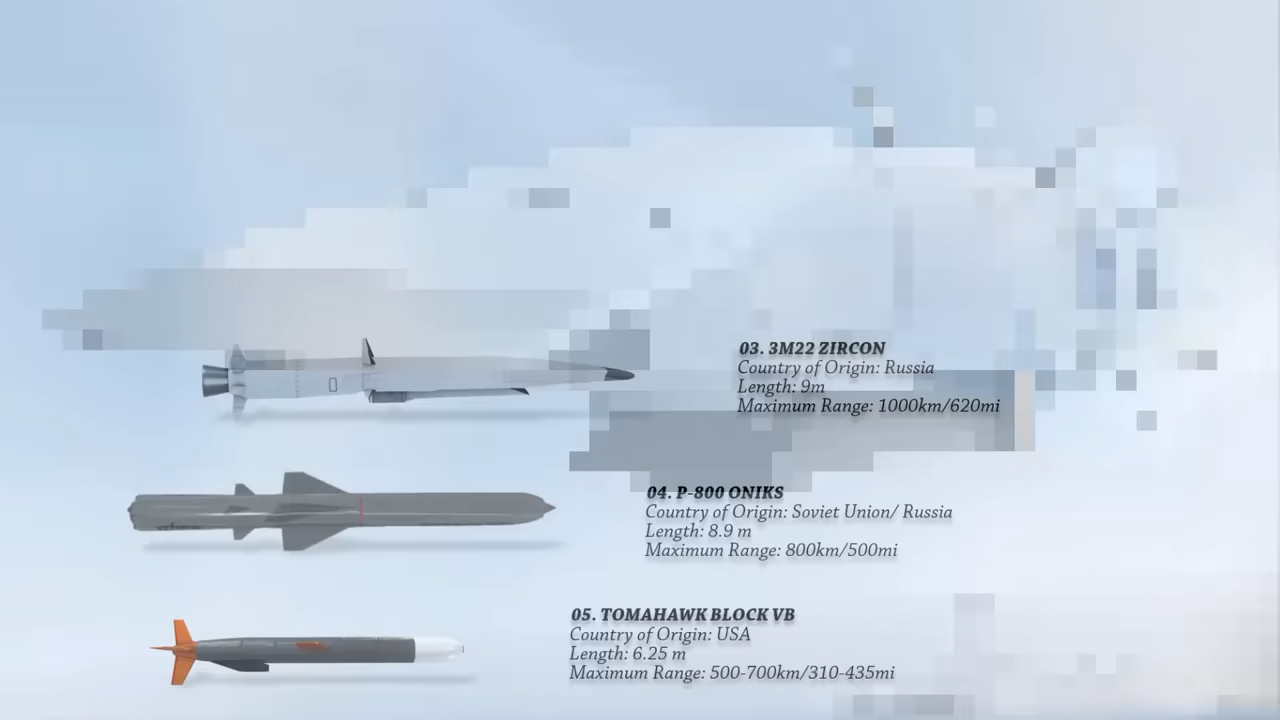 03. 3M22 ZIRCON
Country of Origin: Russia
Length: 9m
Maximum Range: 1000km/620mi
04. P-800 ONIKS
Country of Origin: Soviet Union/ Russia
Length: 8.9 m
Maximum Range: 800km/500mi
05. TOMAHAWK BLOCK VB
Country of Origin: USA
Length: 6.25 m
Maximum Range: 500-700km/310-435mi